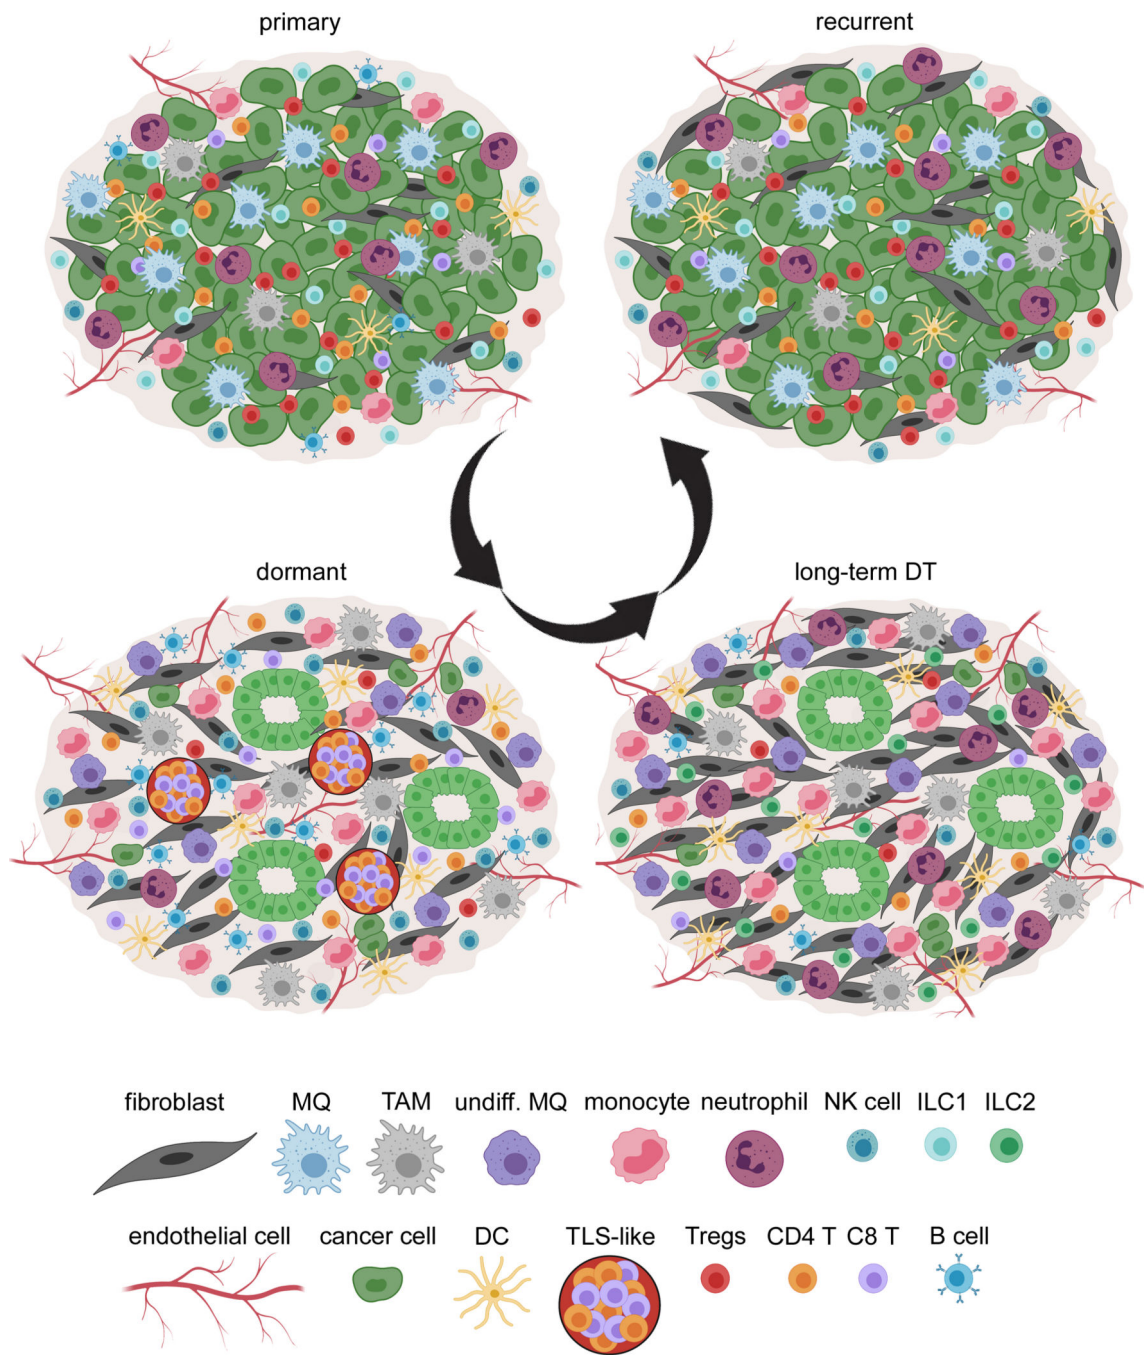 primary
recurrent
dormant
long-term DT
fibroblast MQ TAM undiff. MQ monocyte neutrophil NK cell ILC1 ILC2
endothelial cell cancer cell DC TLS-like Tregs CD4 T C8 T B cell